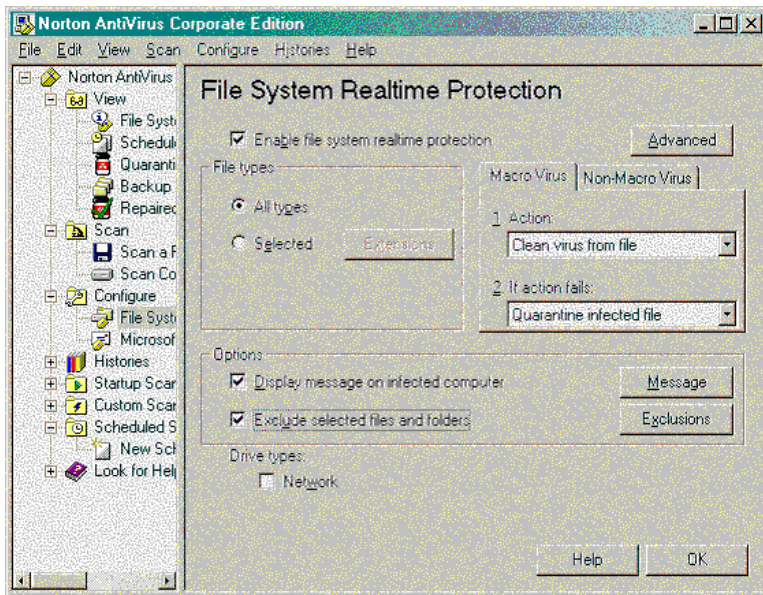 Norton AntiVirus Corporate Edition
File Edit View Scan Configure Histories Help
Norton AntiVirus
View
File Syst
Schedul
Quaranti
Backup
Repaired
Scan
Scan a F
Scan Co
Configure
File Syst
Microsof
Histories
Startup Scar
Custom Scar
Scheduled S
New Sch
Look for Help
File System Realtime Protection
Enable file system realtime protection
Advanced
File types
All types
Selected
Extensions
Macro Virus Non-Macro Virus
1 Action:
Clean virus from file
2 If action fails:
Quarantine infected file
Options
Display message on infected computer
Message
Exclude selected files and folders
Exclusions
Drive types:
Network
Help OK